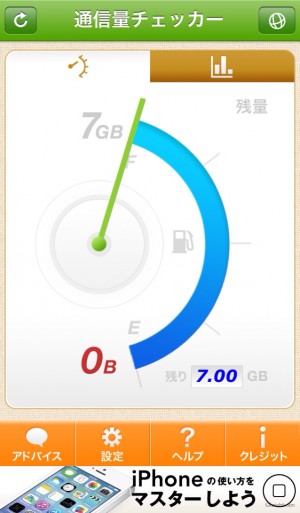 通信量チェッカー
残量
7GB
F
E
0B
残り 7.00 GB
アドバイス 設定 ヘルプ クレジット
iPhoneの使い方を
マスターしよう